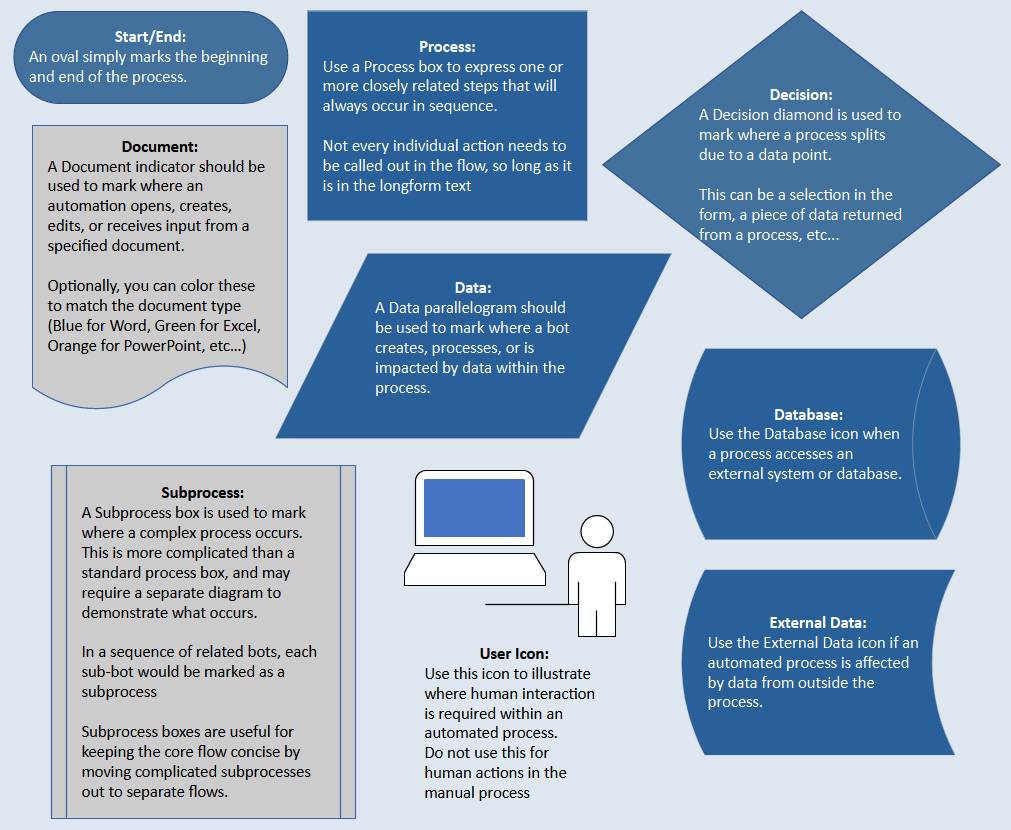 Start/End:
An oval simply marks the beginning
and end of the process.
Process:
Use a Process box to express one or
more closely related steps that will
always occur in sequence.
Not every individual action needs to
be called out in the flow, so long as it
is in the longform text
Decision:
A Decision diamond is used to
mark where a process splits
due to a data point.
This can be a selection in the
form, a piece of data returned
from a process, etc...
Document:
A Document indicator should be
used to mark where an
automation opens, creates,
edits, or receives input from a
specified document.
Optionally, you can color these
to match the document type
(Blue for Word, Green for Excel,
Orange for PowerPoint, etc...)
Data:
A Data parallelogram should
be used to mark where a bot
creates, processes, or is
impacted by data within the
process.
Database:
Use the Database icon when
a process accesses an
external system or database.
Subprocess:
A Subprocess box is used to mark
where a complex process occurs.
This is more complicated than a
standard process box, and may
require a separate diagram to
demonstrate what occurs.
In a sequence of related bots, each
sub-bot would be marked as a
subprocess
Subprocess boxes are useful for
keeping the core flow concise by
moving complicated subprocesses
out to separate flows.
User Icon:
Use this icon to illustrate
where human interaction
is required within an
automated process.
Do not use this for
human actions in the
manual process
External Data:
Use the External Data icon if an
automated process is affected
by data from outside the
process.